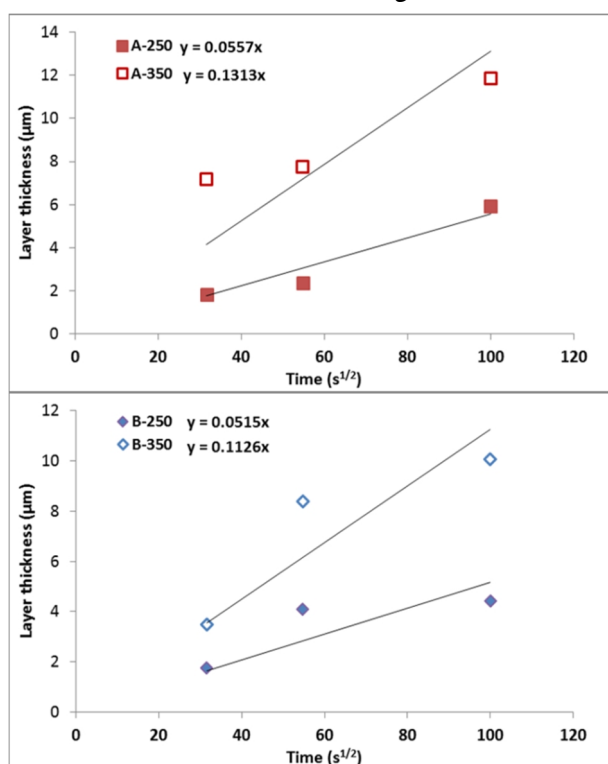 14
12
10
8
6
4
2
0
Layer thickness (µm)
A-250 y = 0.0557x
A-350 y = 0.1313x
0 20 40 60 80 100 120
Time (s^1/2)
12
10
8
6
4
2
0
Layer thickness (µm)
B-250 y = 0.0515x
B-350 y = 0.1126x
0 20 40 60 80 100 120
Time (s^1/2)